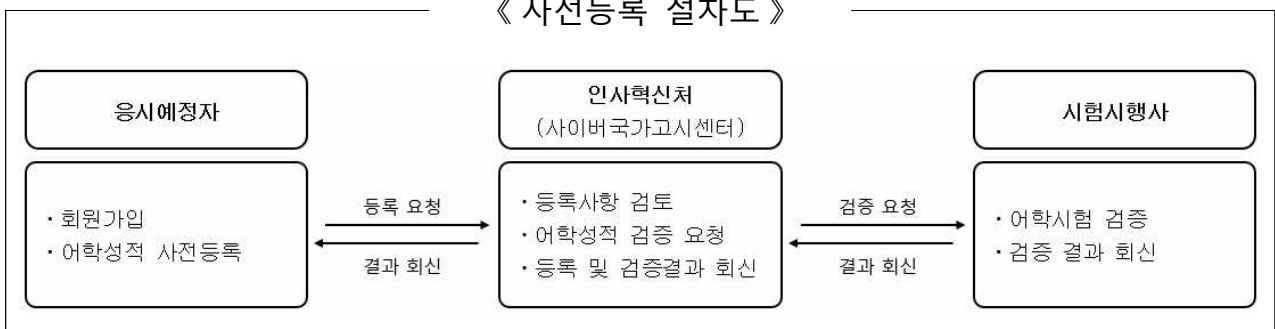 《 사전등록 절차도 》
응시예정자
인사혁신처
(사이버국가고시센터)
시험시행사
· 회원가입
· 어학성적 사전등록
등록 요청
결과 회신
· 등록사항 검토
· 어학성적 검증 요청
· 등록 및 검증결과 회신
검증 요청
결과 회신
· 어학시험 검증
· 검증 결과 회신